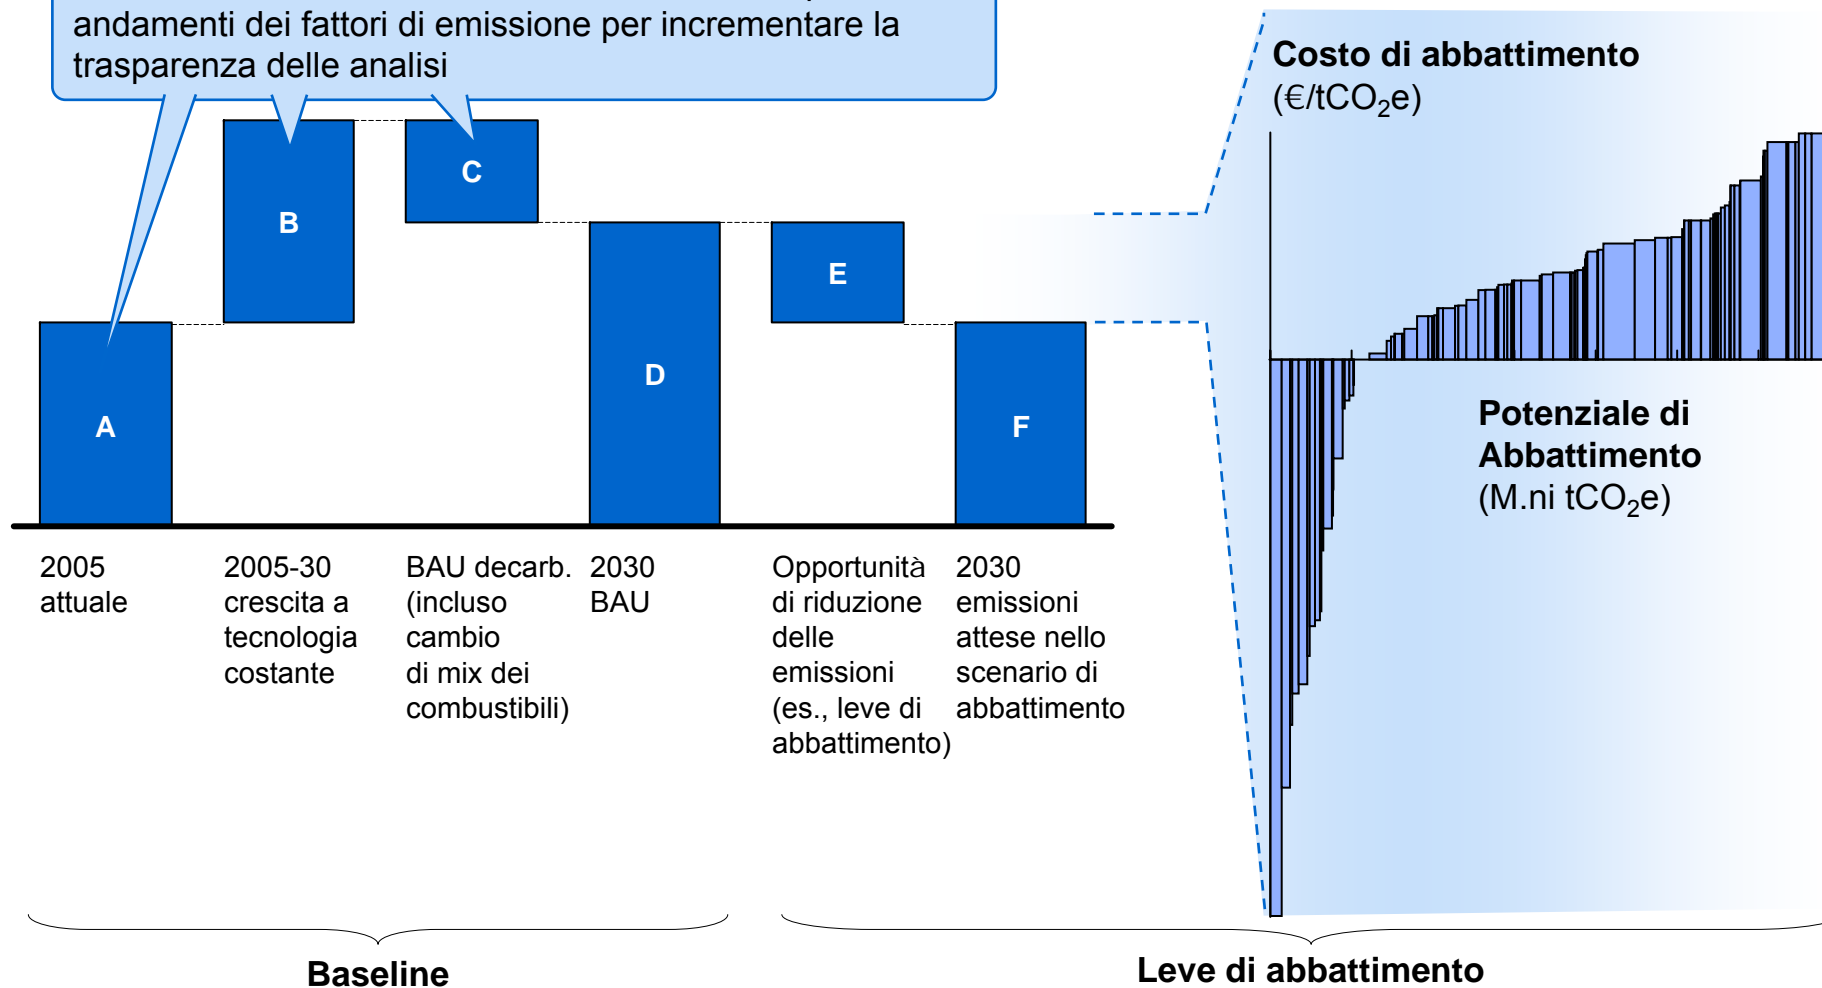 andamenti dei fattori di emissione per incrementare la
trasparenza delle analisi
Costo di abbattimento
(€/tCO₂e)
A
B
C
D
E
F
Potenziale di
Abbattimento
(M.ni tCO₂e)
2005
attuale
2005-30
crescita a
tecnologia
costante
BAU decarb.
(incluso
cambio
di mix dei
combustibili)
2030
BAU
Opportunità
di riduzione
delle
emissioni
(es., leve di
abbattimento)
2030
emissioni
attese nello
scenario di
abbattimento
Baseline
Leve di abbattimento